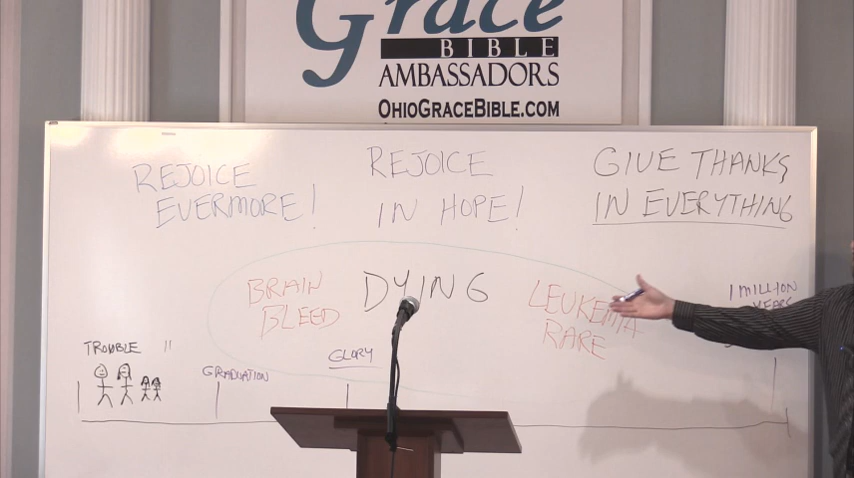 Grace
BIBLE
AMBASSADORS
OHIOGRACEBIBLE.COM
REJOICE
EVERMORE!
REJOICE
IN HOPE!
GIVE THANKS
IN EVERYTHING
BRAIN
BLEED
DYING
LEUKEMIA
RARE
1 MILLION
YEARS
TROUBLE "
GRADUATION
GLORY